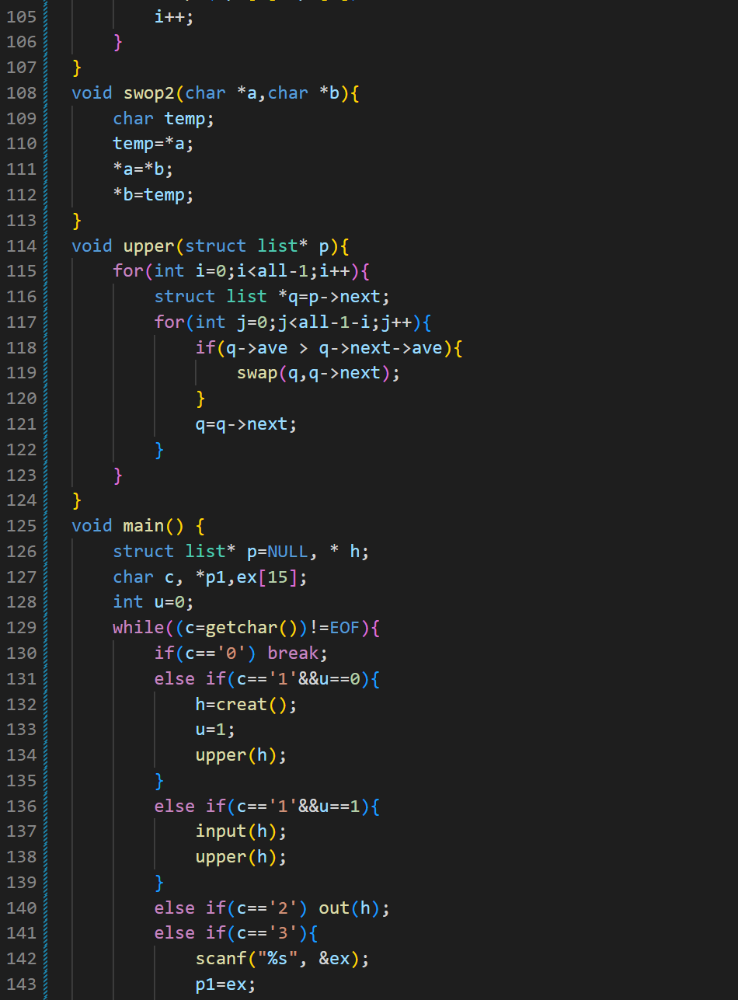 105 i++;
106 }
107 }
108 void swop2(char *a,char *b){
109 char temp;
110 temp=*a;
111 *a=*b;
112 *b=temp;
113 }
114 void upper(struct list* p){
115 for(int i=0;i<all-1;i++){
116 struct list *q=p->next;
117 for(int j=0;j<all-1-i;j++){
118 if(q->ave > q->next->ave){
119 swap(q,q->next);
120 }
121 q=q->next;
122 }
123 }
124 }
125 void main() {
126 struct list* p=NULL, * h;
127 char c, *p1,ex[15];
128 int u=0;
129 while((c=getchar())!=EOF){
130 if(c=='0') break;
131 else if(c=='1'&&u==0){
132 h=creat();
133 u=1;
134 upper(h);
135 }
136 else if(c=='1'&&u==1){
137 input(h);
138 upper(h);
139 }
140 else if(c=='2') out(h);
141 else if(c=='3'){
142 scanf("%s", &ex);
143 p1=ex;